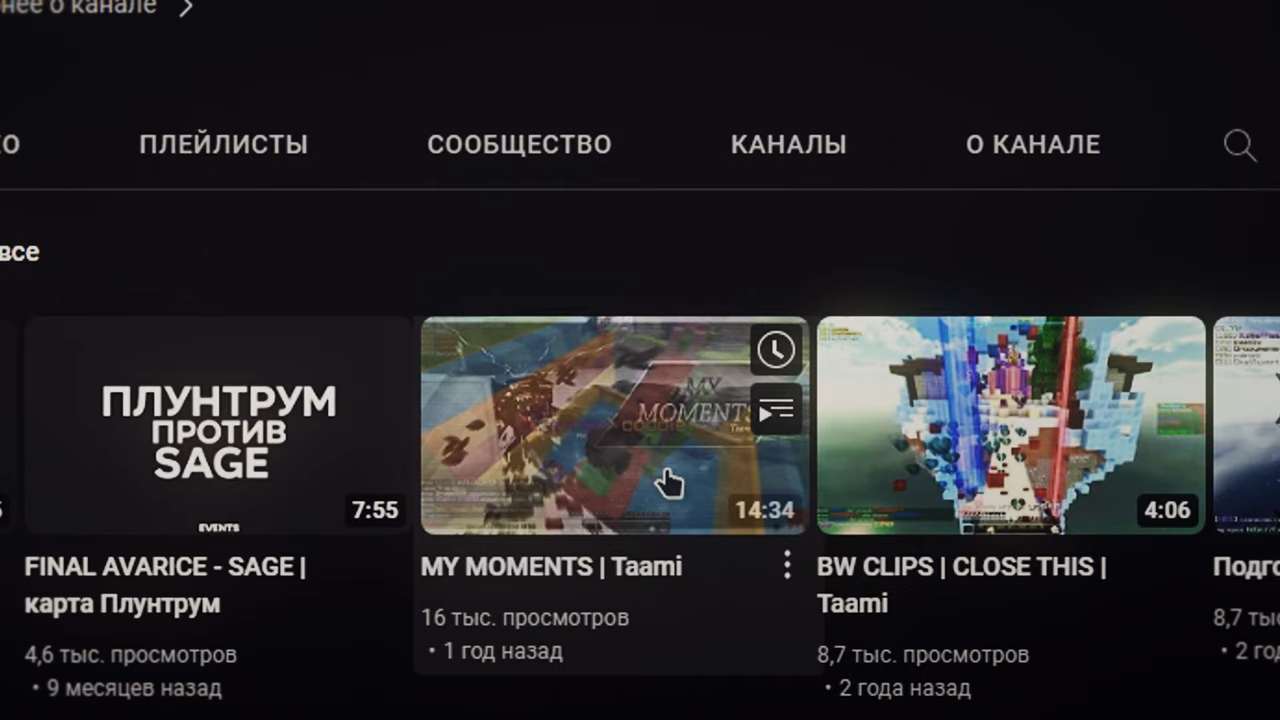 нее о канале
ЕО
ПЛЕЙЛИСТЫ
СООБЩЕСТВО
КАНАЛЫ
О КАНАЛЕ
все
ПЛУНТРУМ
ПРОТИВ
SAGE
EVENTS
7:55
MY
MOMENTS
14:34
4:06
FINAL AVARICE - SAGE |
карта Плунтрум
4,6 тыс. просмотров
• 9 месяцев назад
MY MOMENTS | Taami
16 тыс. просмотров
• 1 год назад
BW CLIPS | CLOSE THIS |
Taami
8,7 тыс. просмотров
• 2 года назад
Подго
8,7 тыс
• 2 год